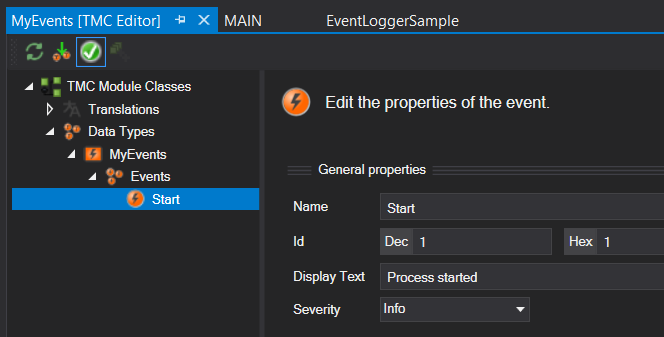 MyEvents [TMC Editor] MAIN EventLoggerSample
TMC Module Classes
Translations
Data Types
MyEvents
Events
Start
Edit the properties of the event.
General properties
Name Start
Id Dec 1 Hex 1
Display Text Process started
Severity Info